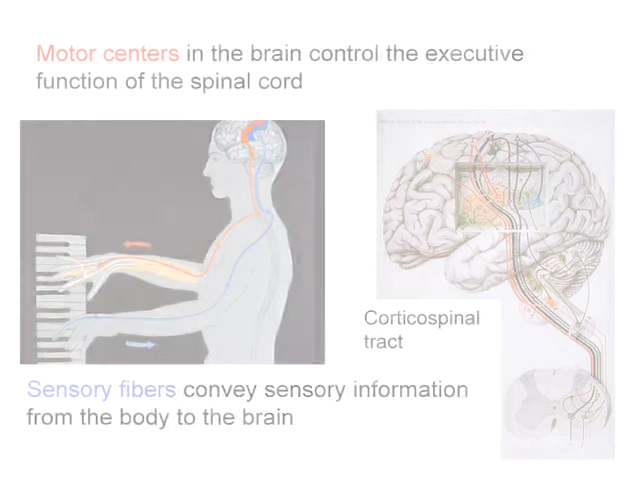 Motor centers in the brain control the executive
function of the spinal cord
Corticospinal
tract
Sensory fibers convey sensory information
from the body to the brain